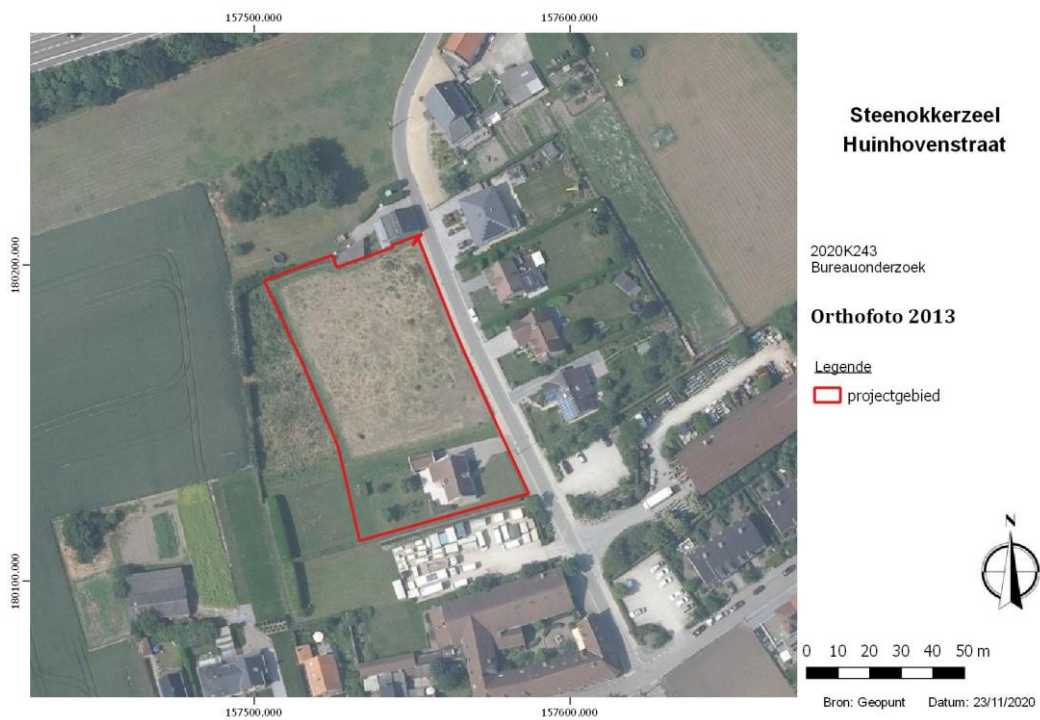 157500.000 157600.000
180200.000
180100.000
157500.000 157600.000
Steenokkerzeel
Huinhovenstraat
2020K243
Bureauonderzoek
Orthofoto 2013
Legende
projectgebied
N
0 10 20 30 40 50 m
Bron: Geopunt Datum: 23/11/2020